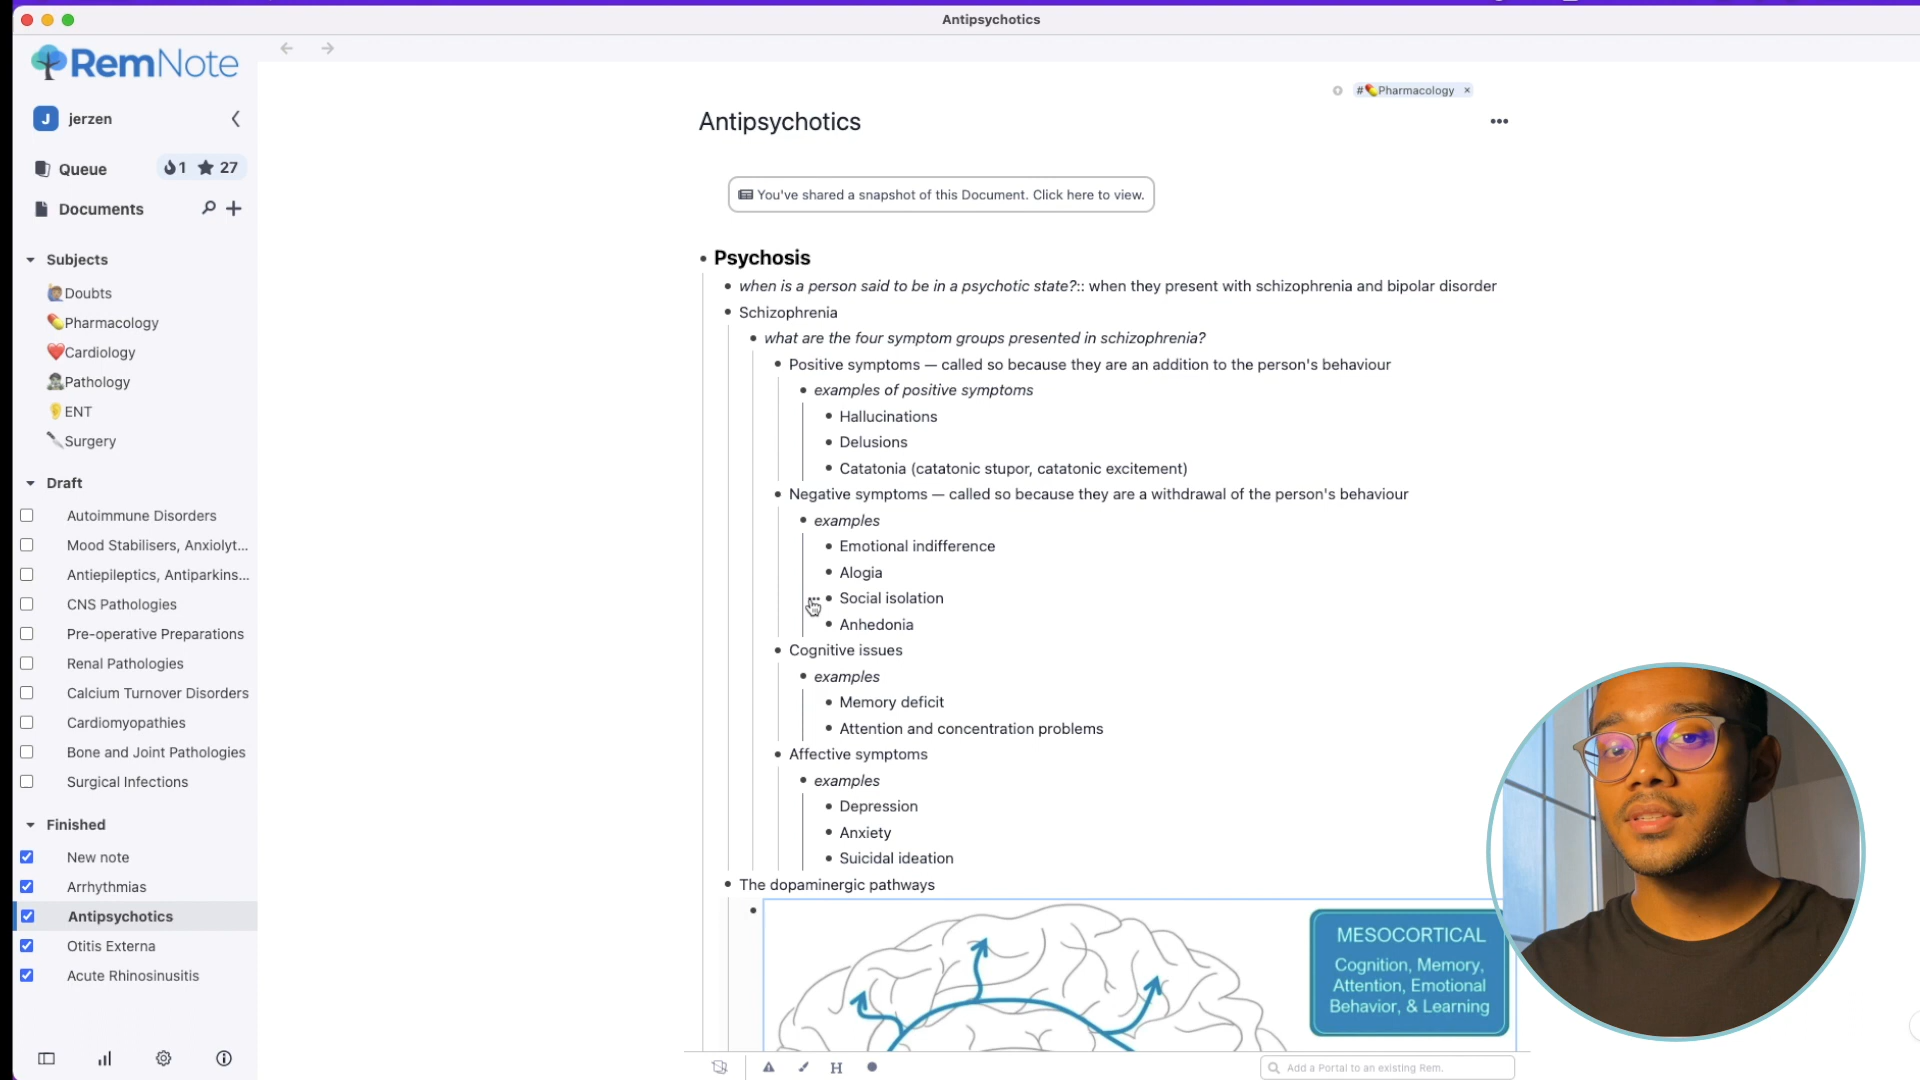 Antipsychotics
RemNote
J jerzen
Queue 1 27
Documents
Subjects
Doubts
Pharmacology
Cardiology
Pathology
ENT
Surgery
Draft
Autoimmune Disorders
Mood Stabilisers, Anxiolyt...
Antiepileptics, Antiparkins...
CNS Pathologies
Pre-operative Preparations
Renal Pathologies
Calcium Turnover Disorders
Cardiomyopathies
Bone and Joint Pathologies
Surgical Infections
Finished
New note
Arrhythmias
Antipsychotics
Otitis Externa
Acute Rhinosinusitis
#Pharmacology ×
Antipsychotics
You've shared a snapshot of this Document. Click here to view.
Psychosis
when is a person said to be in a psychotic state?:: when they present with schizophrenia and bipolar disorder
Schizophrenia
what are the four symptom groups presented in schizophrenia?
Positive symptoms — called so because they are an addition to the person's behaviour
examples of positive symptoms
Hallucinations
Delusions
Catatonia (catatonic stupor, catatonic excitement)
Negative symptoms — called so because they are a withdrawal of the person's behaviour
examples
Emotional indifference
Alogia
Social isolation
Anhedonia
Cognitive issues
examples
Memory deficit
Attention and concentration problems
Affective symptoms
examples
Depression
Anxiety
Suicidal ideation
The dopaminergic pathways
MESOCORTICAL
Cognition, Memory,
Attention, Emotional
Behavior, & Learning
H
Add a Portal to an existing Rem.